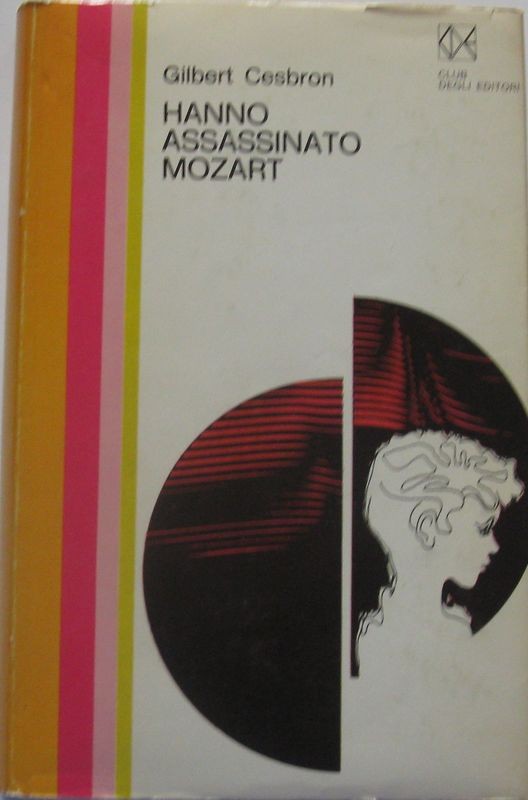 Gilbert Cesbron
HANNO
ASSASSINATO
MOZART
CLUB
DEGLI EDITORI